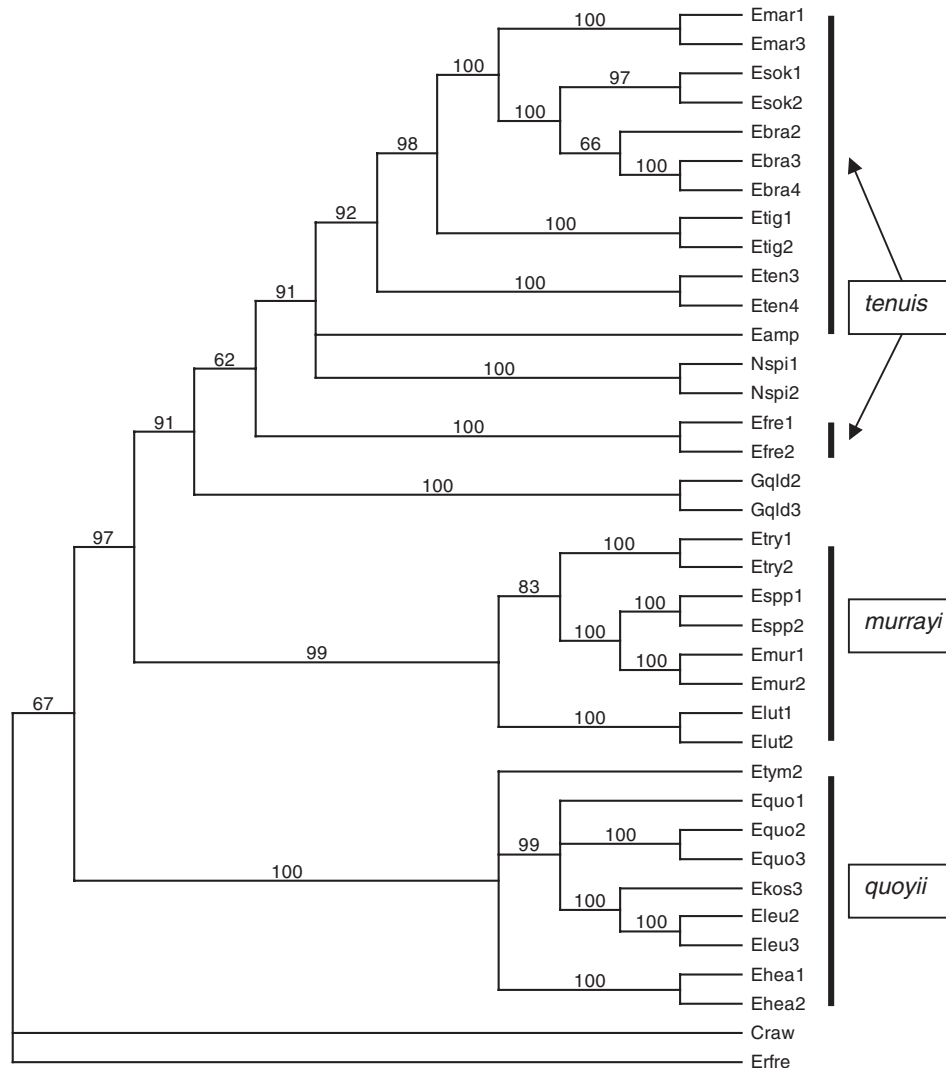 100 Emar1
Emar3
100
97 Esok1
Esok2
100
66 Ebra2
100 Ebra3
Ebra4
98
100 Etig1
Etig2
92
100 Eten3
Eten4
tenuis
91
Eamp
100 Nspi1
Nspi2
62
100 Efre1
Efre2
91
100 Gqld2
Gqld3
97
100 Etry1
Etry2
83
100 Espp1
Espp2
100
100 Emur1
Emur2
murrayi
99
100 Elut1
Elut2
67
Etym2
Equo1
99
100 Equo2
Equo3
100
100 Ekos3
100 Eleu2
Eleu3
quoyii
100 Ehea1
Ehea2
Craw
Erfre